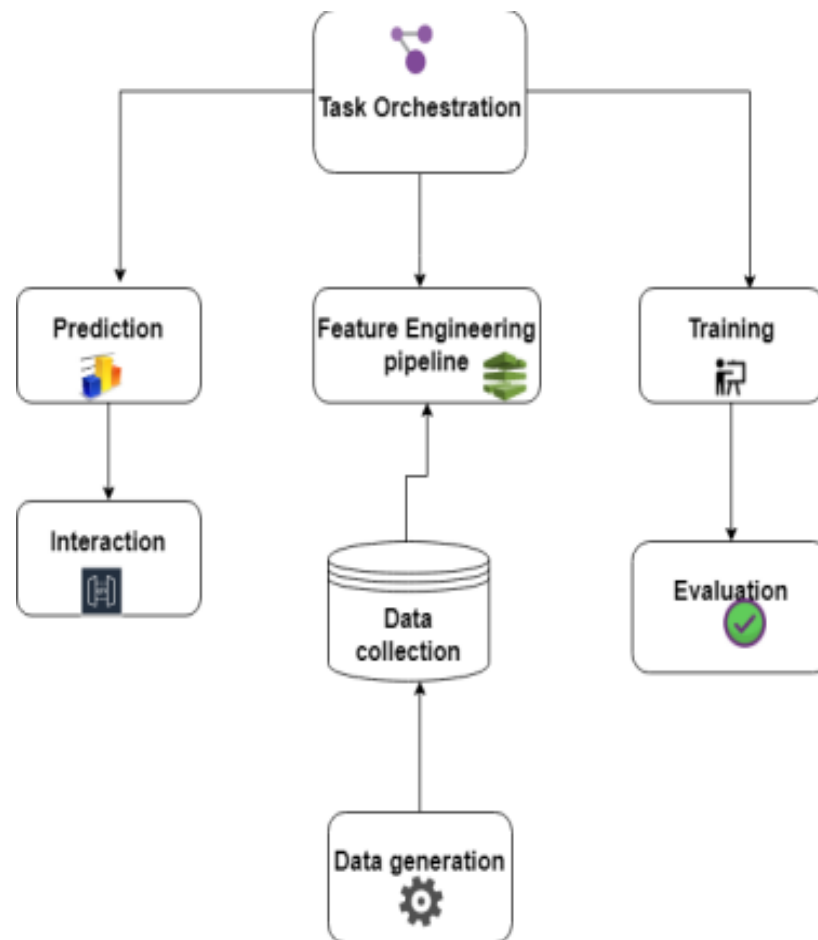 Task Orchestration
Prediction
Feature Engineering
pipeline
Training
Interaction
Data
collection
Evaluation
Data generation